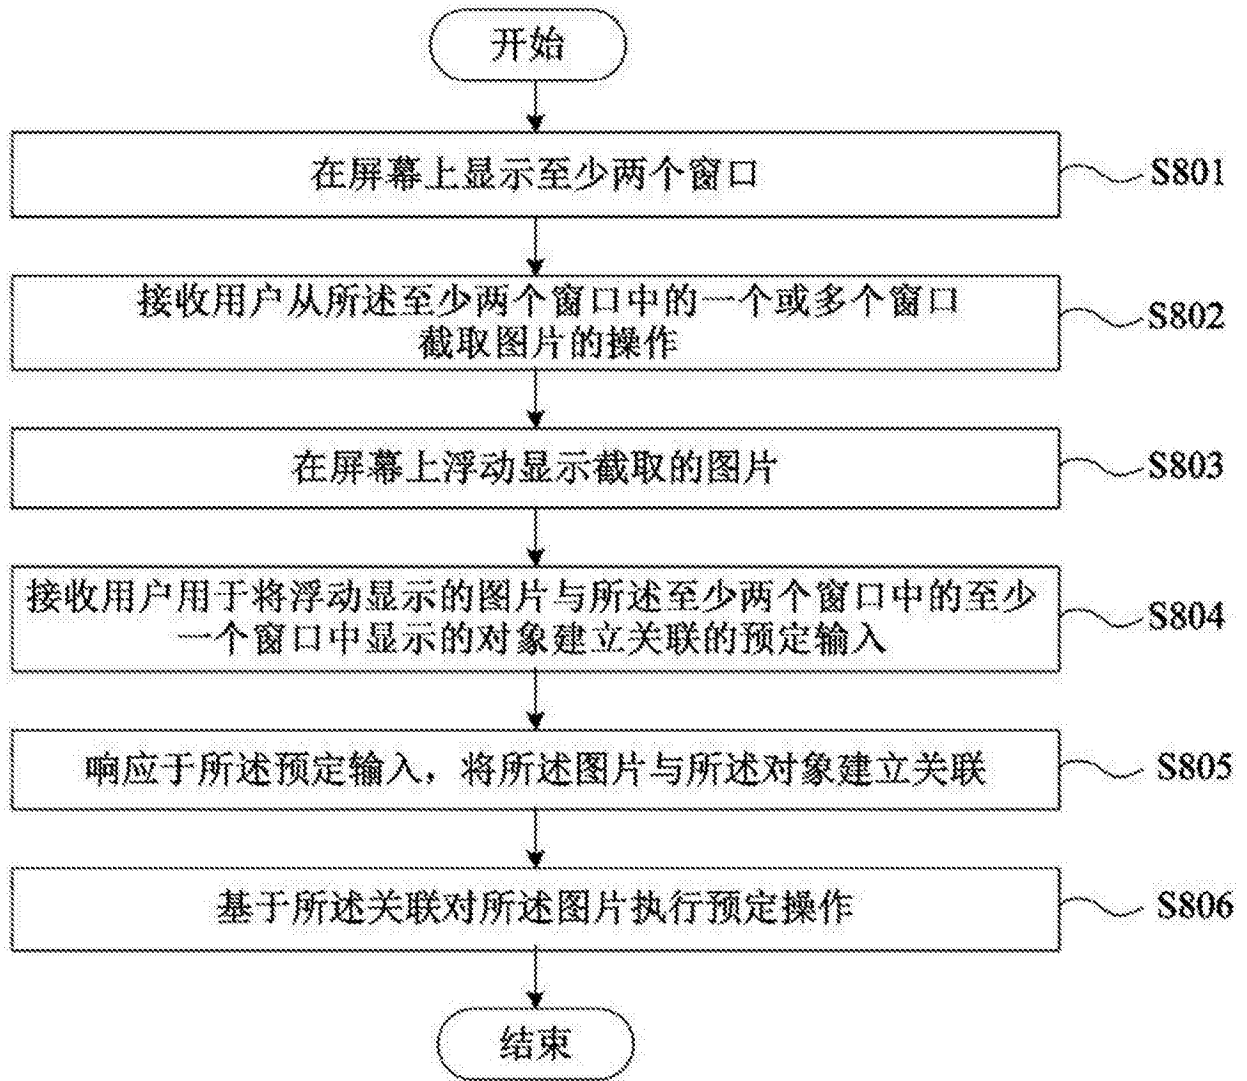 开始
在屏幕上显示至少两个窗口
S801
接收用户从所述至少两个窗口中的一个或多个窗口
截取图片的操作
S802
在屏幕上浮动显示截取的图片
S803
接收用户用于将浮动显示的图片与所述至少两个窗口中的至少
一个窗口中显示的对象建立关联的预定输入
S804
响应于所述预定输入，将所述图片与所述对象建立关联
S805
基于所述关联对所述图片执行预定操作
S806
结束